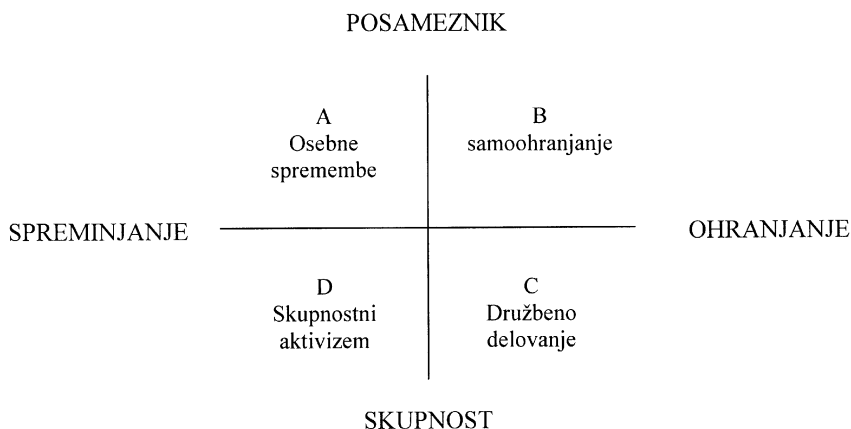 POSAMEZNIK
A
Osebne
spremembe
B
samoohranjanje
SPREMINJANJE
OHRANJANJE
D
Skupnostni
aktivizem
C
Družbeno
delovanje
SKUPNOST